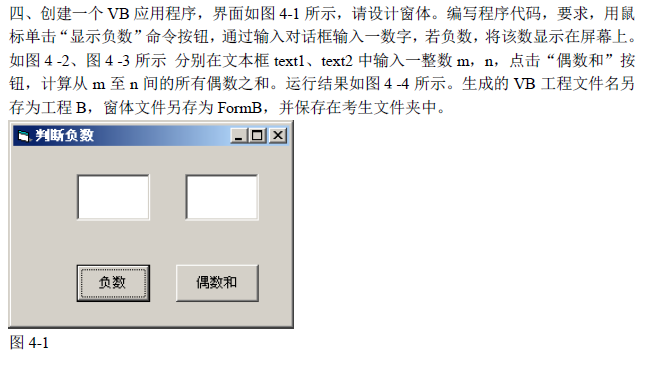 四、创建一个 VB 应用程序，界面如图 4-1 所示，请设计窗体。编写程序代码，要求，用鼠
标单击“显示负数”命令按钮，通过输入对话框输入一数字，若负数，将该数显示在屏幕上。
如图 4 -2、图 4 -3 所示 分别在文本框 text1、text2 中输入一整数 m，n，点击“偶数和”按
钮，计算从 m 至 n 间的所有偶数之和。运行结果如图 4 -4 所示。生成的 VB 工程文件名另
存为工程 B，窗体文件另存为 FormB，并保存在考生文件夹中。
判断负数
负数 偶数和
图 4-1